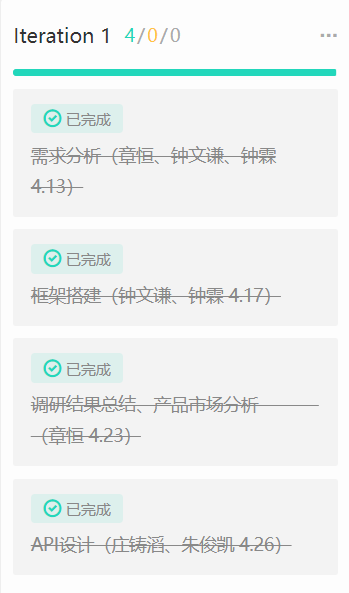 Iteration 1 4/0/0 ...
已完成
需求分析（章恒、钟文谦、钟霖
4.13）
已完成
框架搭建（钟文谦、钟霖 4.17）
已完成
调研结果总结、产品市场分析
（章恒 4.23）
已完成
API设计（庄铸滔、朱俊凯 4.26）